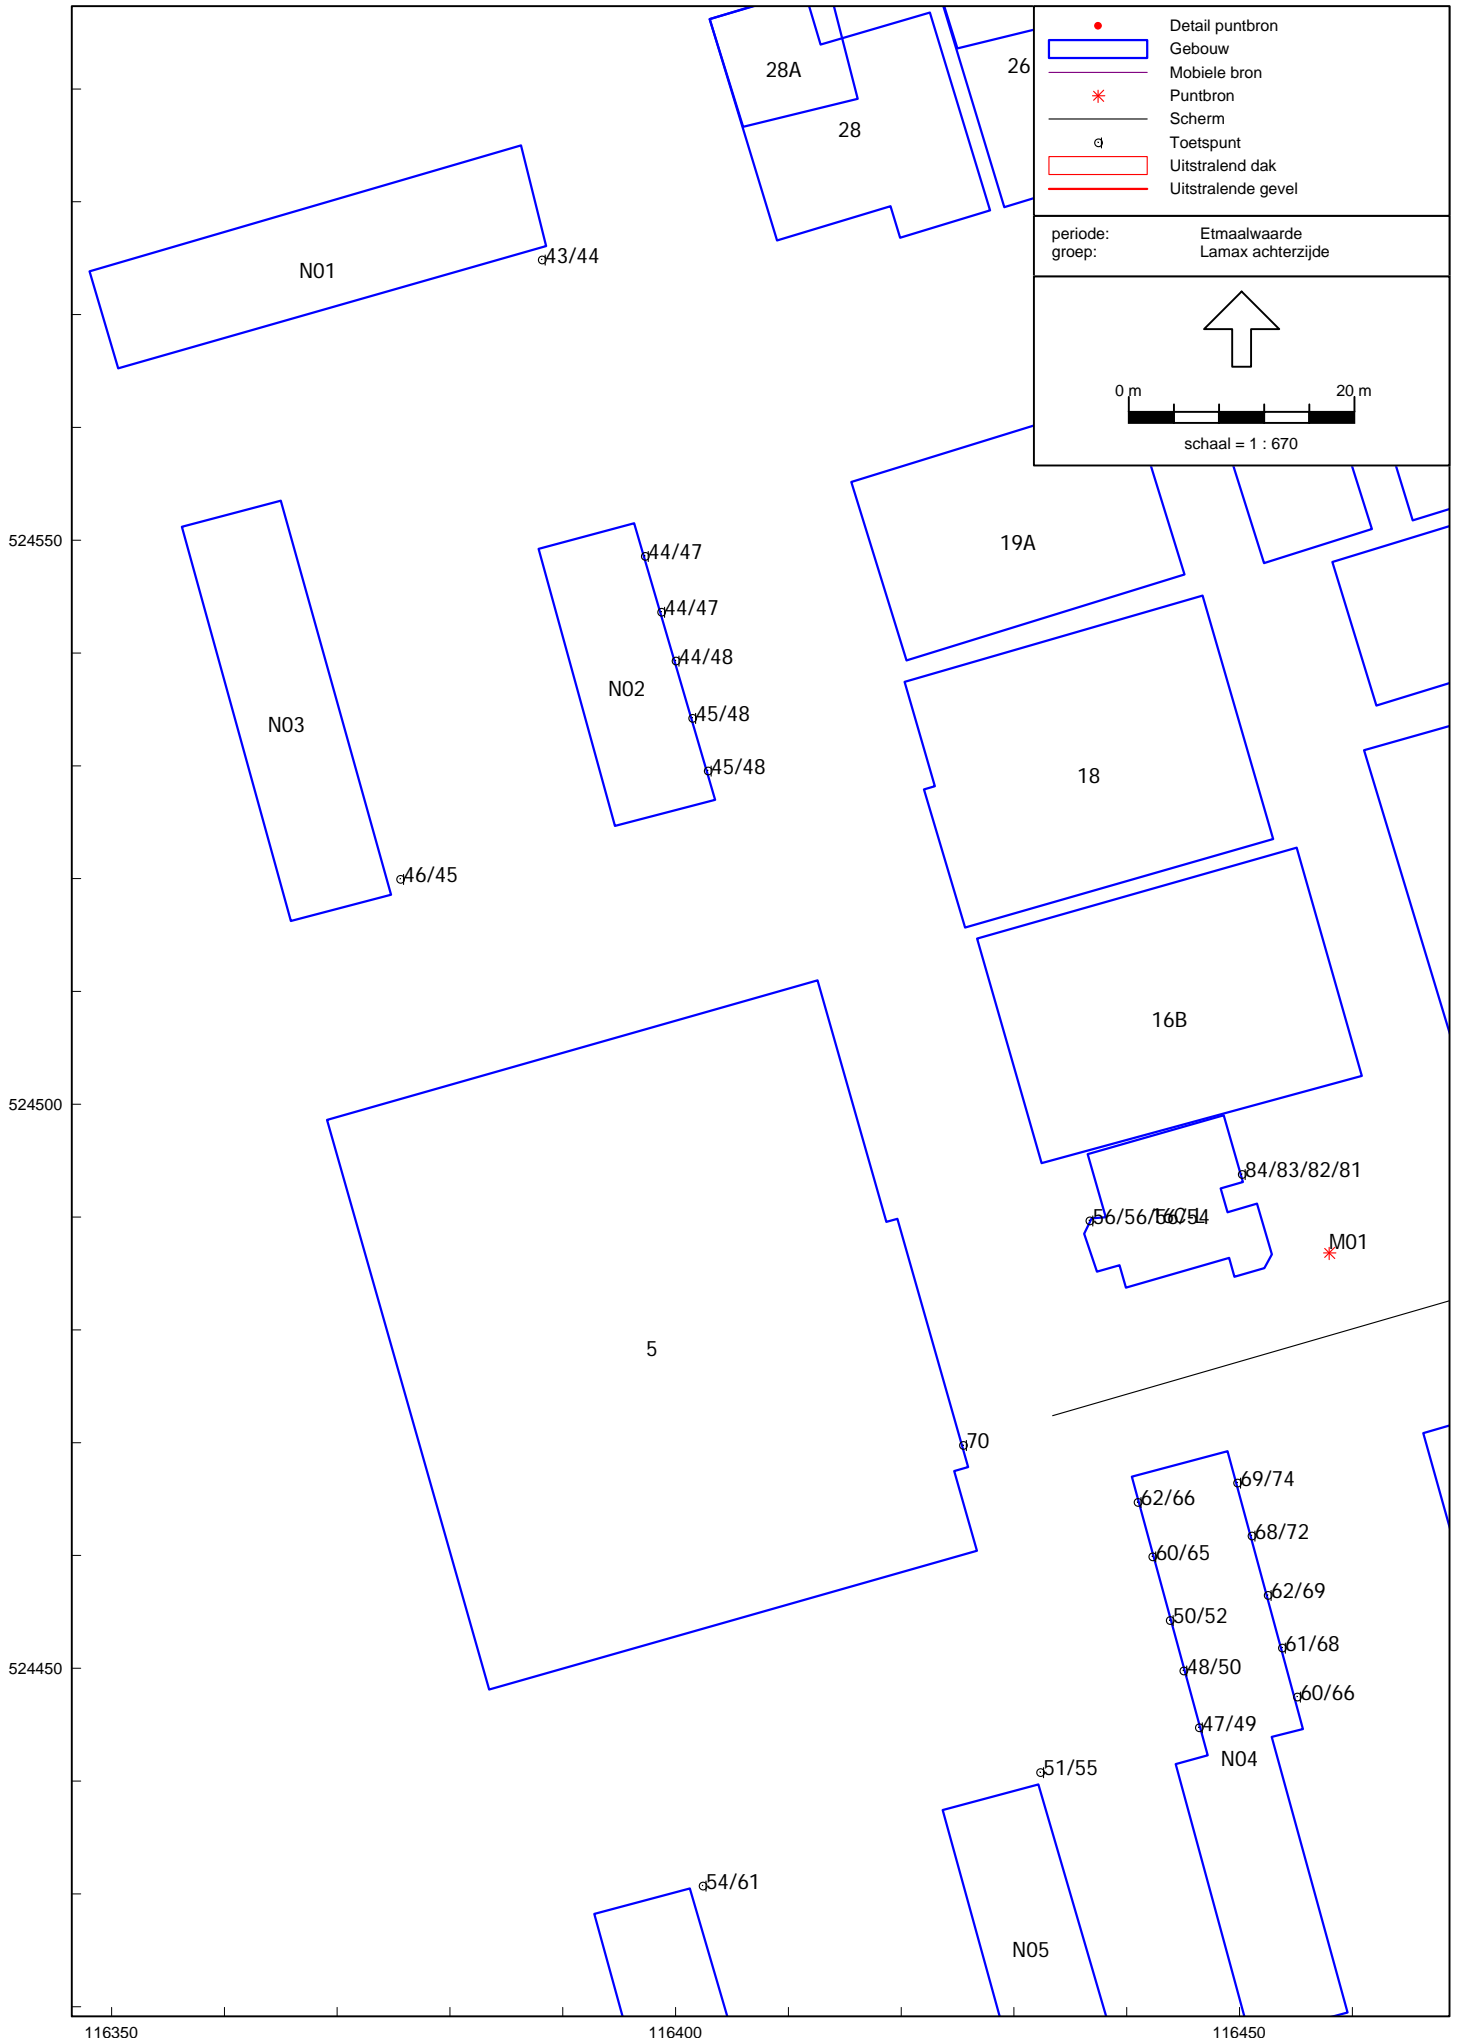 Detail puntbron
Gebouw
Mobiele bron
Puntbron
Scherm
Toetspunt
Uitstralend dak
Uitstralende gevel
periode: Etmaalwaarde
groep: Lamax achterzijde
0 m 20 m
schaal = 1 : 670
28A
26
28
43/44
N01
524550
19A
44/47
44/47
44/48
N02
45/48
N03
45/48
18
46/45
16B
524500
84/83/82/81
56/56/56/54
M01
5
70
69/74
62/66
68/72
60/65
62/69
50/52
61/68
524450
48/50
60/66
47/49
N04
51/55
54/61
N05
116350 116400 116450